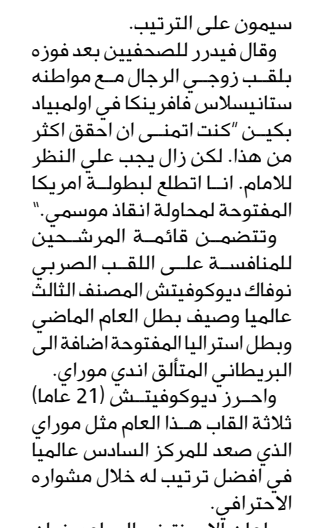 سيمون على الترتيب.
وقال فيدرر للصحفيين بعد فوزه
بلقب زوجي الرجال مع مواطنه
ستانيسلاس فافرينكا في اولمبياد
بكين "كنت اتمنى ان احقق اكثر
من هذا. لكن زال يجب علي النظر
للامام. انا اتطلع لبطولة امريكا
المفتوحة لمحاولة انقاذ موسمي."
وتتضمن قائمة المرشحين
للمنافسة على اللقب الصربي
نوفاك ديوكوفيتش المصنف الثالث
عالميا وصيف بطل العام الماضي
وبطل استراليا المفتوحة اضافة الى
البريطاني المتألق اندي موراي.
واحرز ديوكوفيتش (21 عاما)
ثلاثة القاب هذا العام مثل موراي
الذي صعد للمركز السادس عالميا
في افضل ترتيب له خلال مشواره
الاحترافي.